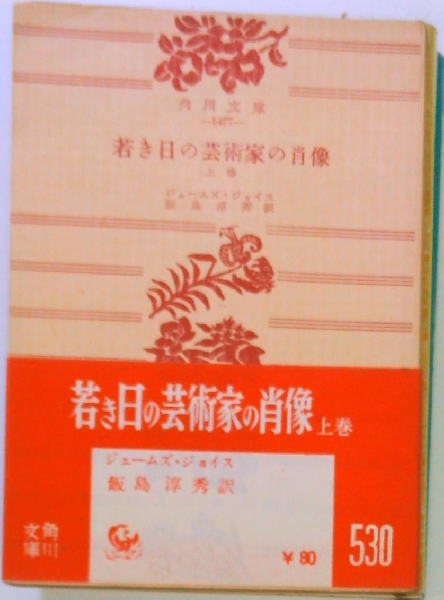 角川文庫
若き日の芸術家の肖像
上巻
ジェームズ・ジョイス
飯島淳秀訳
若き日の芸術家の肖像 上巻
ジェームズ・ジョイス
飯島淳秀訳
角川
文庫
¥ 80
530